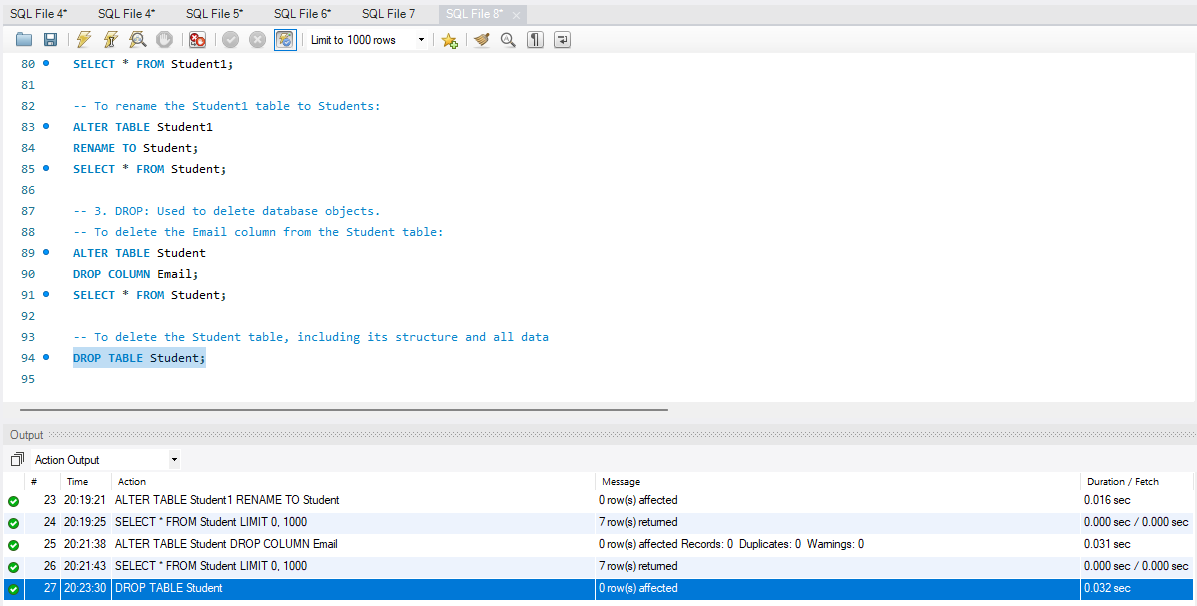 SQL File 4* SQL File 4* SQL File 5* SQL File 6* SQL File 7 SQL File 8*
Limit to 1000 rows
80 SELECT * FROM Student1;
81
82 -- To rename the Student1 table to Students:
83 ALTER TABLE Student1
84 RENAME TO Student;
85 SELECT * FROM Student;
86
87 -- 3. DROP: Used to delete database objects.
88 -- To delete the Email column from the Student table:
89 ALTER TABLE Student
90 DROP COLUMN Email;
91 SELECT * FROM Student;
92
93 -- To delete the Student table, including its structure and all data
94 DROP TABLE Student;
95
Output
Action Output
# Time Action Message Duration / Fetch
23 20:19:21 ALTER TABLE Student1 RENAME TO Student 0 row(s) affected 0.016 sec
24 20:19:25 SELECT * FROM Student LIMIT 0, 1000 7 row(s) returned 0.000 sec / 0.000 sec
25 20:21:38 ALTER TABLE Student DROP COLUMN Email 0 row(s) affected Records: 0 Duplicates: 0 Warnings: 0 0.031 sec
26 20:21:43 SELECT * FROM Student LIMIT 0, 1000 7 row(s) returned 0.000 sec / 0.000 sec
27 20:23:30 DROP TABLE Student 0 row(s) affected 0.032 sec